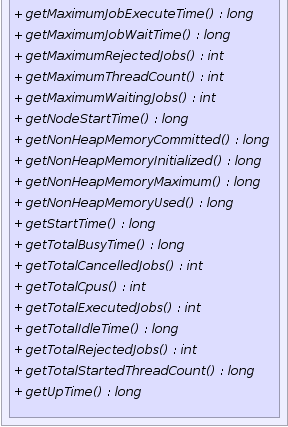 + getMaximumJobExecuteTime() : long
+ getMaximumJobWaitTime() : long
+ getMaximumRejectedJobs() : int
+ getMaximumThreadCount() : int
+ getMaximumWaitingJobs() : int
+ getNodeStartTime() : long
+ getNonHeapMemoryCommitted() : long
+ getNonHeapMemoryInitialized() : long
+ getNonHeapMemoryMaximum() : long
+ getNonHeapMemoryUsed() : long
+ getStartTime() : long
+ getTotalBusyTime() : long
+ getTotalCancelledJobs() : int
+ getTotalCpus() : int
+ getTotalExecutedJobs() : int
+ getTotalIdleTime() : long
+ getTotalRejectedJobs() : int
+ getTotalStartedThreadCount() : long
+ getUpTime() : long